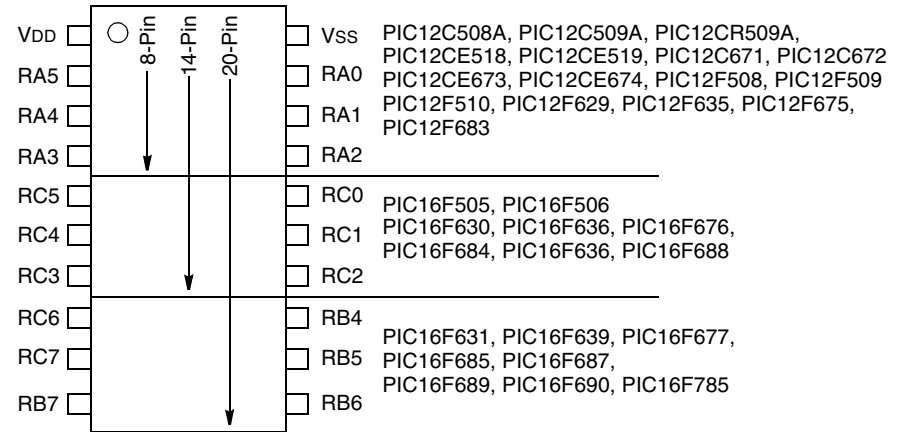 8-Pin
14-Pin
20-Pin
VDD
RA5
RA4
RA3
RC5
RC4
RC3
RC6
RC7
RB7
VSS
RA0
RA1
RA2
RC0
RC1
RC2
RB4
RB5
RB6
PIC12C508A, PIC12C509A, PIC12CR509A,
PIC12CE518, PIC12CE519, PIC12C671, PIC12C672
PIC12CE673, PIC12CE674, PIC12F508, PIC12F509
PIC12F510, PIC12F629, PIC12F635, PIC12F675,
PIC12F683
PIC16F505, PIC16F506
PIC16F630, PIC16F636, PIC16F676,
PIC16F684, PIC16F636, PIC16F688
PIC16F631, PIC16F639, PIC16F677,
PIC16F685, PIC16F687,
PIC16F689, PIC16F690, PIC16F785